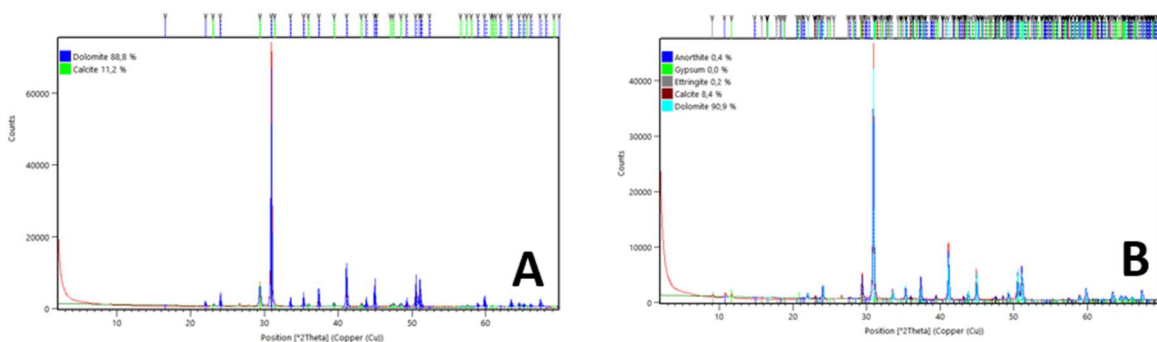 Dolomite 88,8 %
Calcite 11,2 %
Counts
60000
40000
20000
0
10
20
30
40
50
60
Position [°2Theta] (Copper (Cu))
A
Anorthite 0,4 %
Gypsum 0,0 %
Ettringite 0,2 %
Calcite 8,4 %
Dolomite 90,9 %
Counts
40000
30000
20000
10000
0
10
20
30
40
50
60
Position [°2Theta] (Copper (Cu))
B